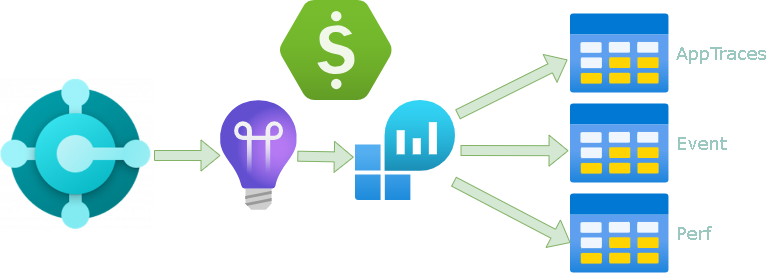 $
AppTraces
Event
Perf